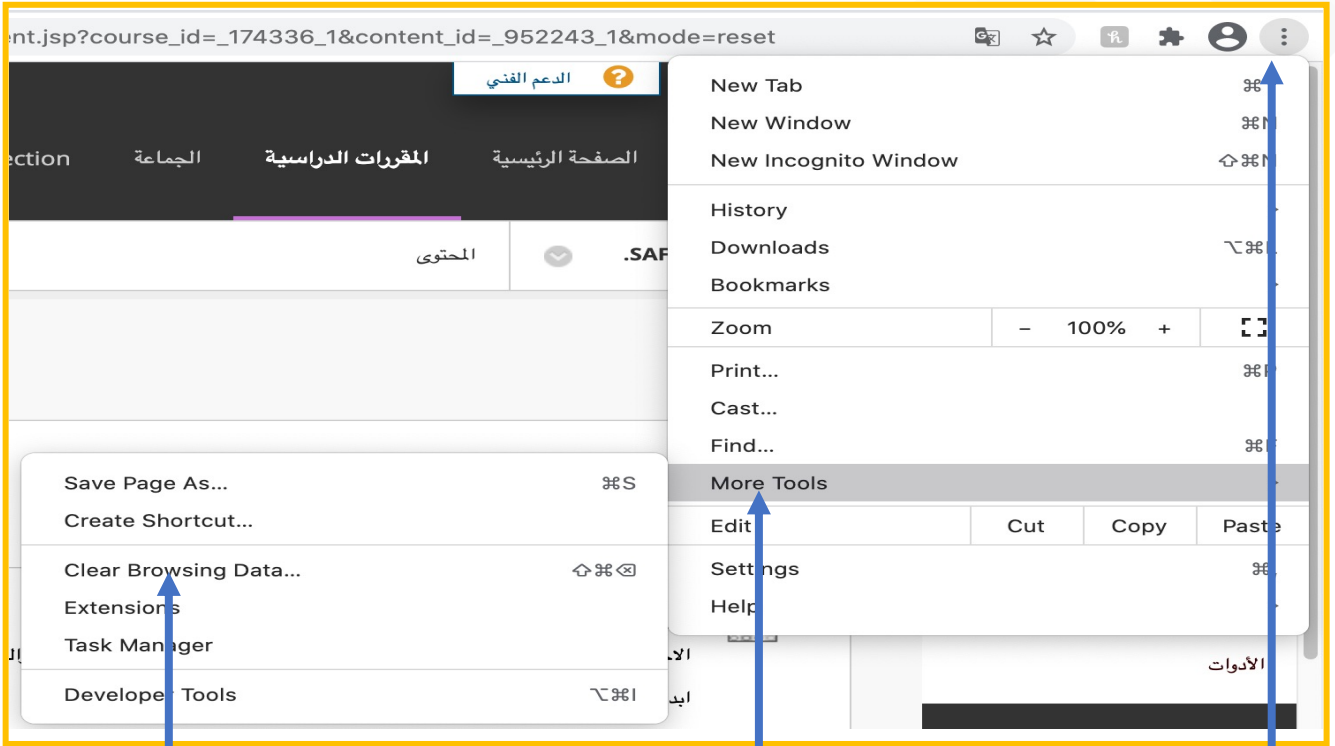 ent.jsp?course_id=_174336_1&content_id=_952243_1&mode=reset
الدعم الفني
ection
الجماعة
المقررات الدراسية
الصفحة الرئيسية
المحتوى
SAF.
New Tab ⌘
New Window ⌘N
New Incognito Window ⇧⌘N
History
Downloads ⌥⌘L
Bookmarks
Zoom - 100% +
Print... ⌘P
Cast...
Find... ⌘F
More Tools
Edit Cut Copy Paste
Settings ⌘,
Help
Save Page As... ⌘S
Create Shortcut...
Clear Browsing Data... ⇧⌘⌫
Extensions
Task Manager
Developer Tools ⌥⌘I
الأدوات